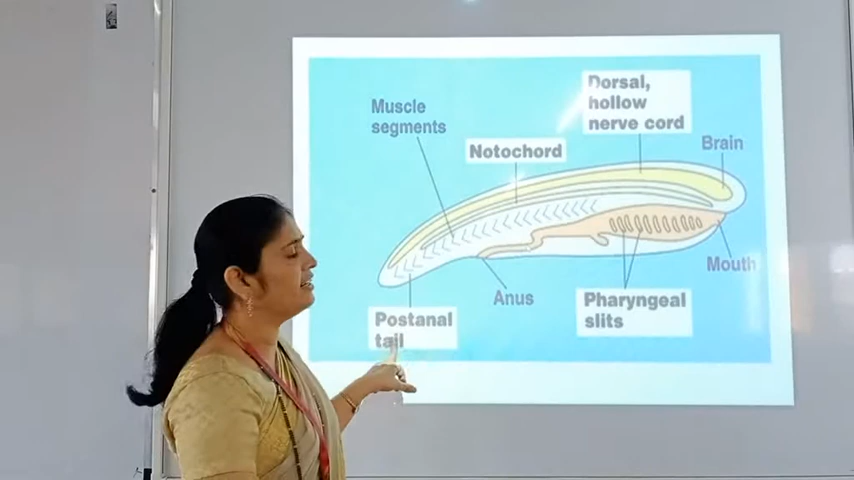 Dorsal,
hollow
nerve cord
Muscle
segments
Notochord
Brain
Mouth
Anus
Pharyngeal
slits
Postanal
tail